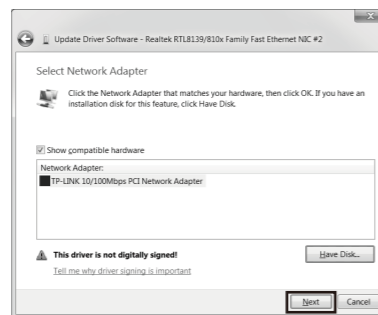 Update Driver Software - Realtek RTL8139/810x Family Fast Ethernet NIC #2
Select Network Adapter
Click the Network Adapter that matches your hardware, then click OK. If you have an
installation disk for this feature, click Have Disk.
Show compatible hardware
Network Adapter:
TP-LINK 10/100Mbps PCI Network Adapter
This driver is not digitally signed!
Have Disk...
Tell me why driver signing is important
Next Cancel